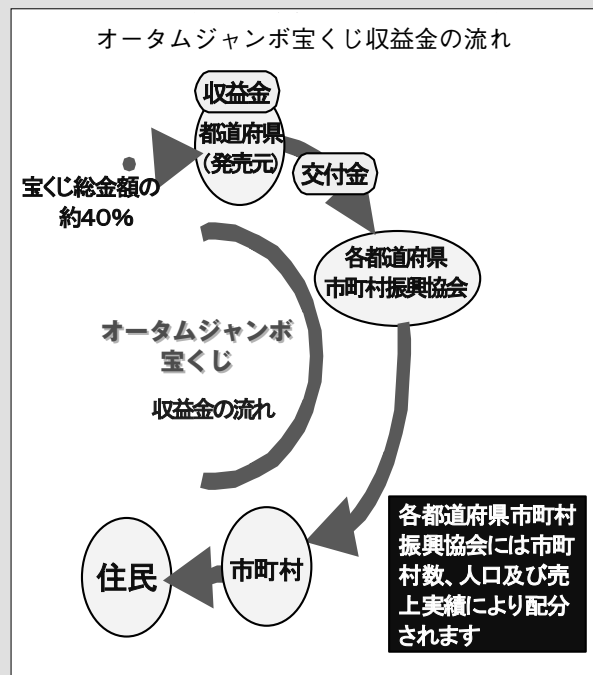 オータムジャンボ宝くじ収益金の流れ
収益金
都道府県
(発売元)
交付金
宝くじ総金額の
約40%
各都道府県
市町村振興協会
オータムジャンボ
宝くじ
収益金の流れ
各都道府県市町村
振興協会には市町
村数、人口及び売
上実績により配分
されます
市町村
住民